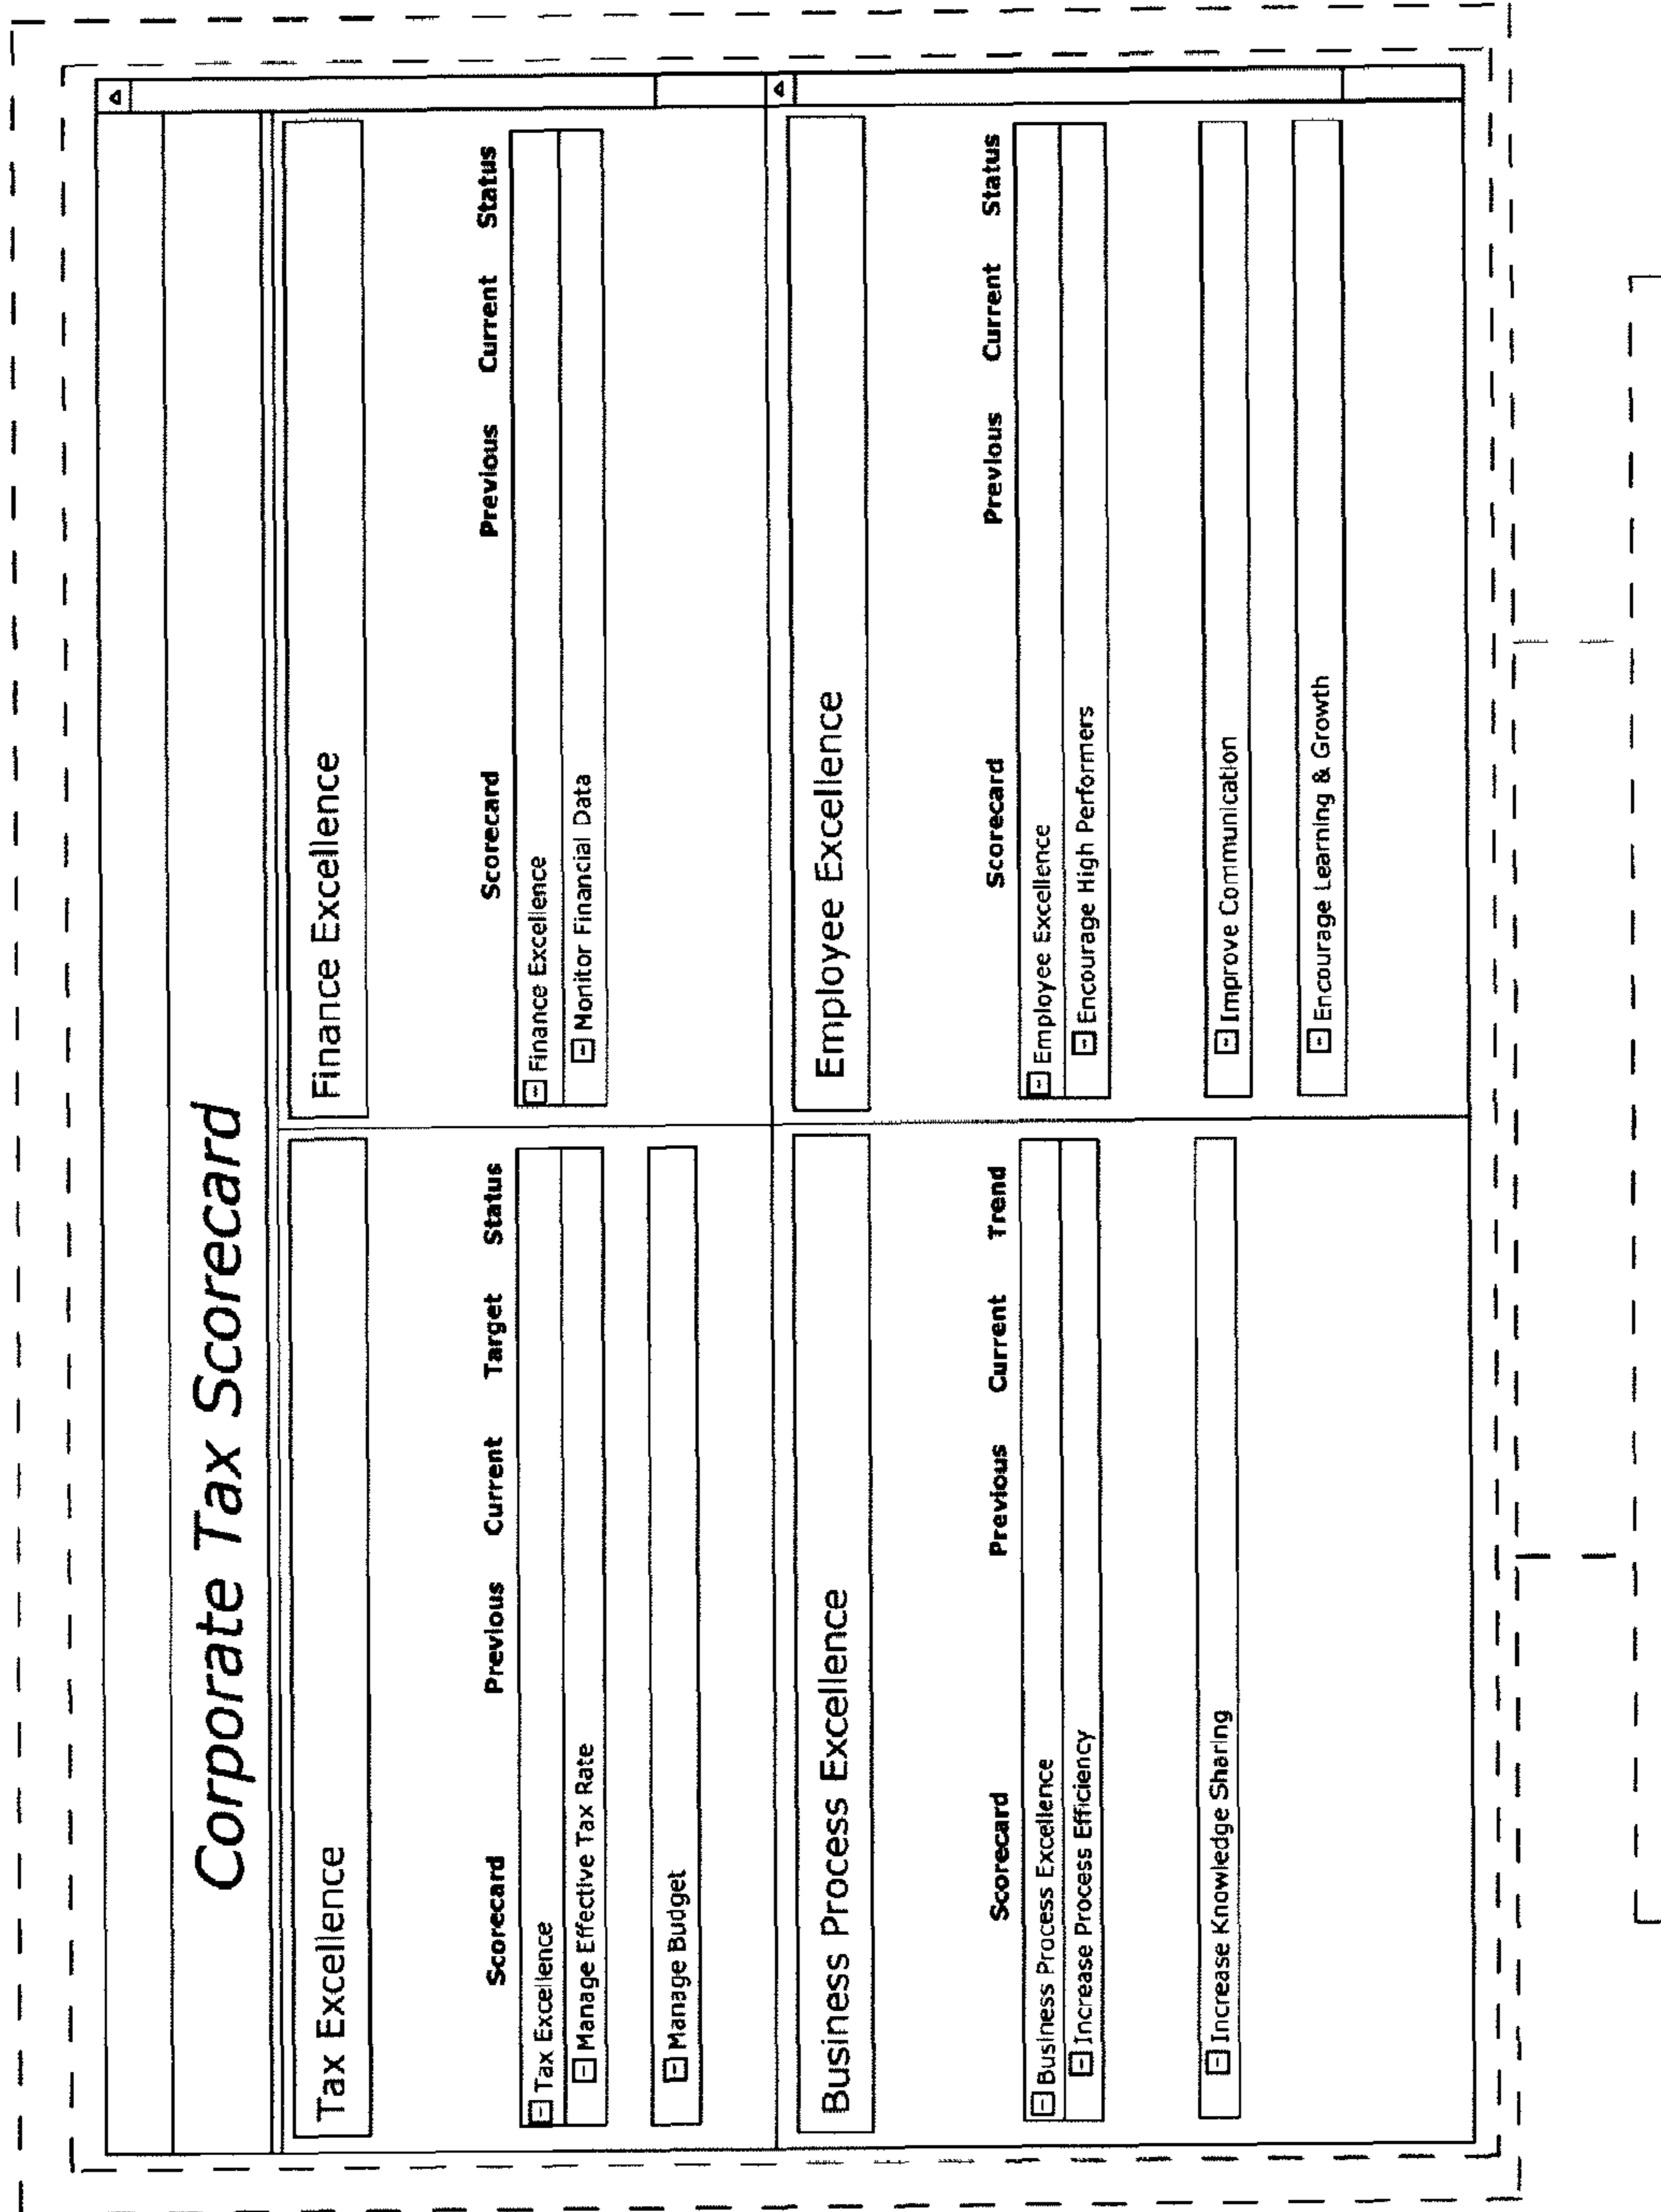 Corporate Tax Scorecard
Tax Excellence
Scorecard Previous Current Target Status
Tax Excellence
Manage Effective Tax Rate
Manage Budget
Finance Excellence
Scorecard Previous Current Status
Finance Excellence
Monitor Financial Data
Business Process Excellence
Scorecard Previous Current Trend
Business Process Excellence
Increase Process Efficiency
Increase Knowledge Sharing
Employee Excellence
Scorecard Previous Current Status
Employee Excellence
Encourage High Performers
Improve Communication
Encourage Learning & Growth